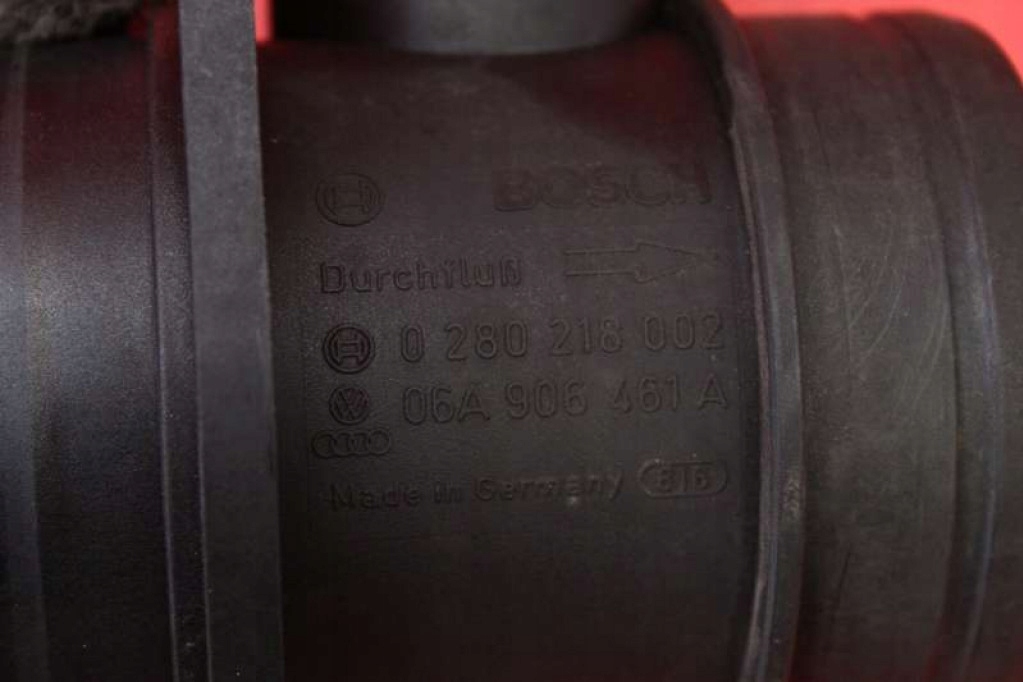 BOSCH
Durchfluß
0 280 218 002
06A 906 461 A
Made in Germany